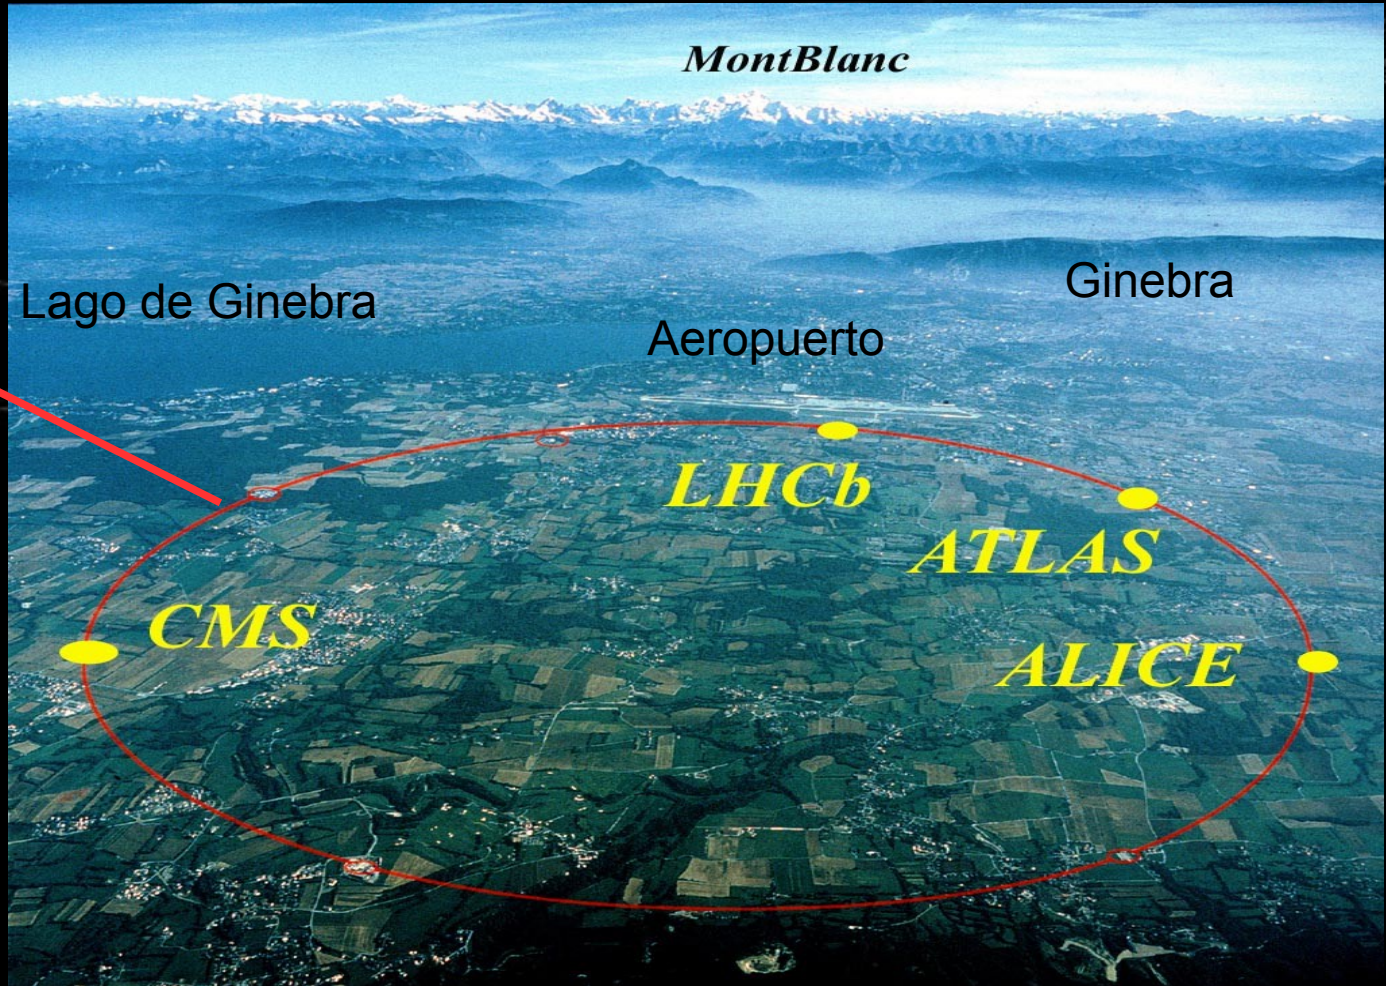 MontBlanc
Lago de Ginebra
Ginebra
Aeropuerto
LHCb
ATLAS
CMS
ALICE